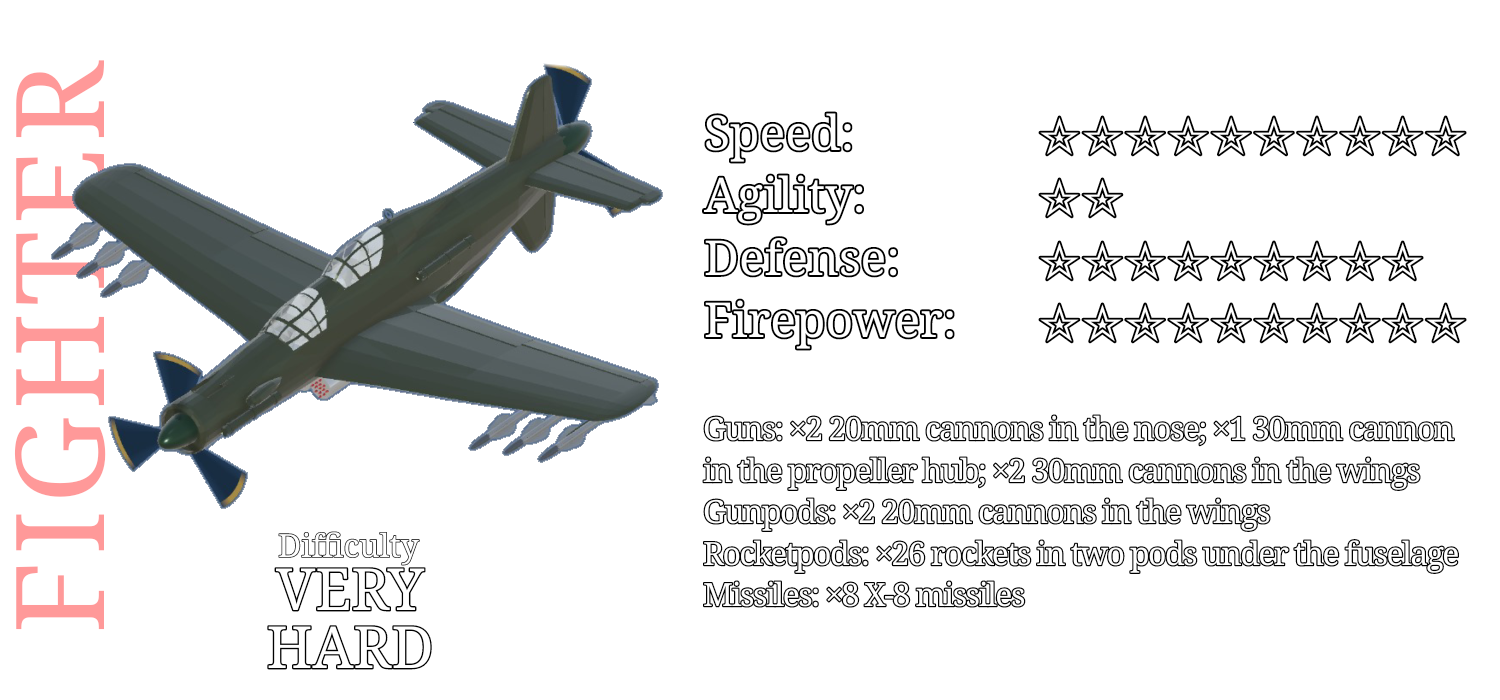 FIGHTER
Difficulty
VERY
HARD
Speed: ★★★★★★★★★★
Agility: ★★
Defense: ★★★★★★★★★
Firepower: ★★★★★★★★★★
Guns: ×2 20mm cannons in the nose; ×1 30mm cannon
in the propeller hub; ×2 30mm cannons in the wings
Gunpods: ×2 20mm cannons in the wings
Rocketpods: ×26 rockets in two pods under the fuselage
Missiles: ×8 X-8 missiles